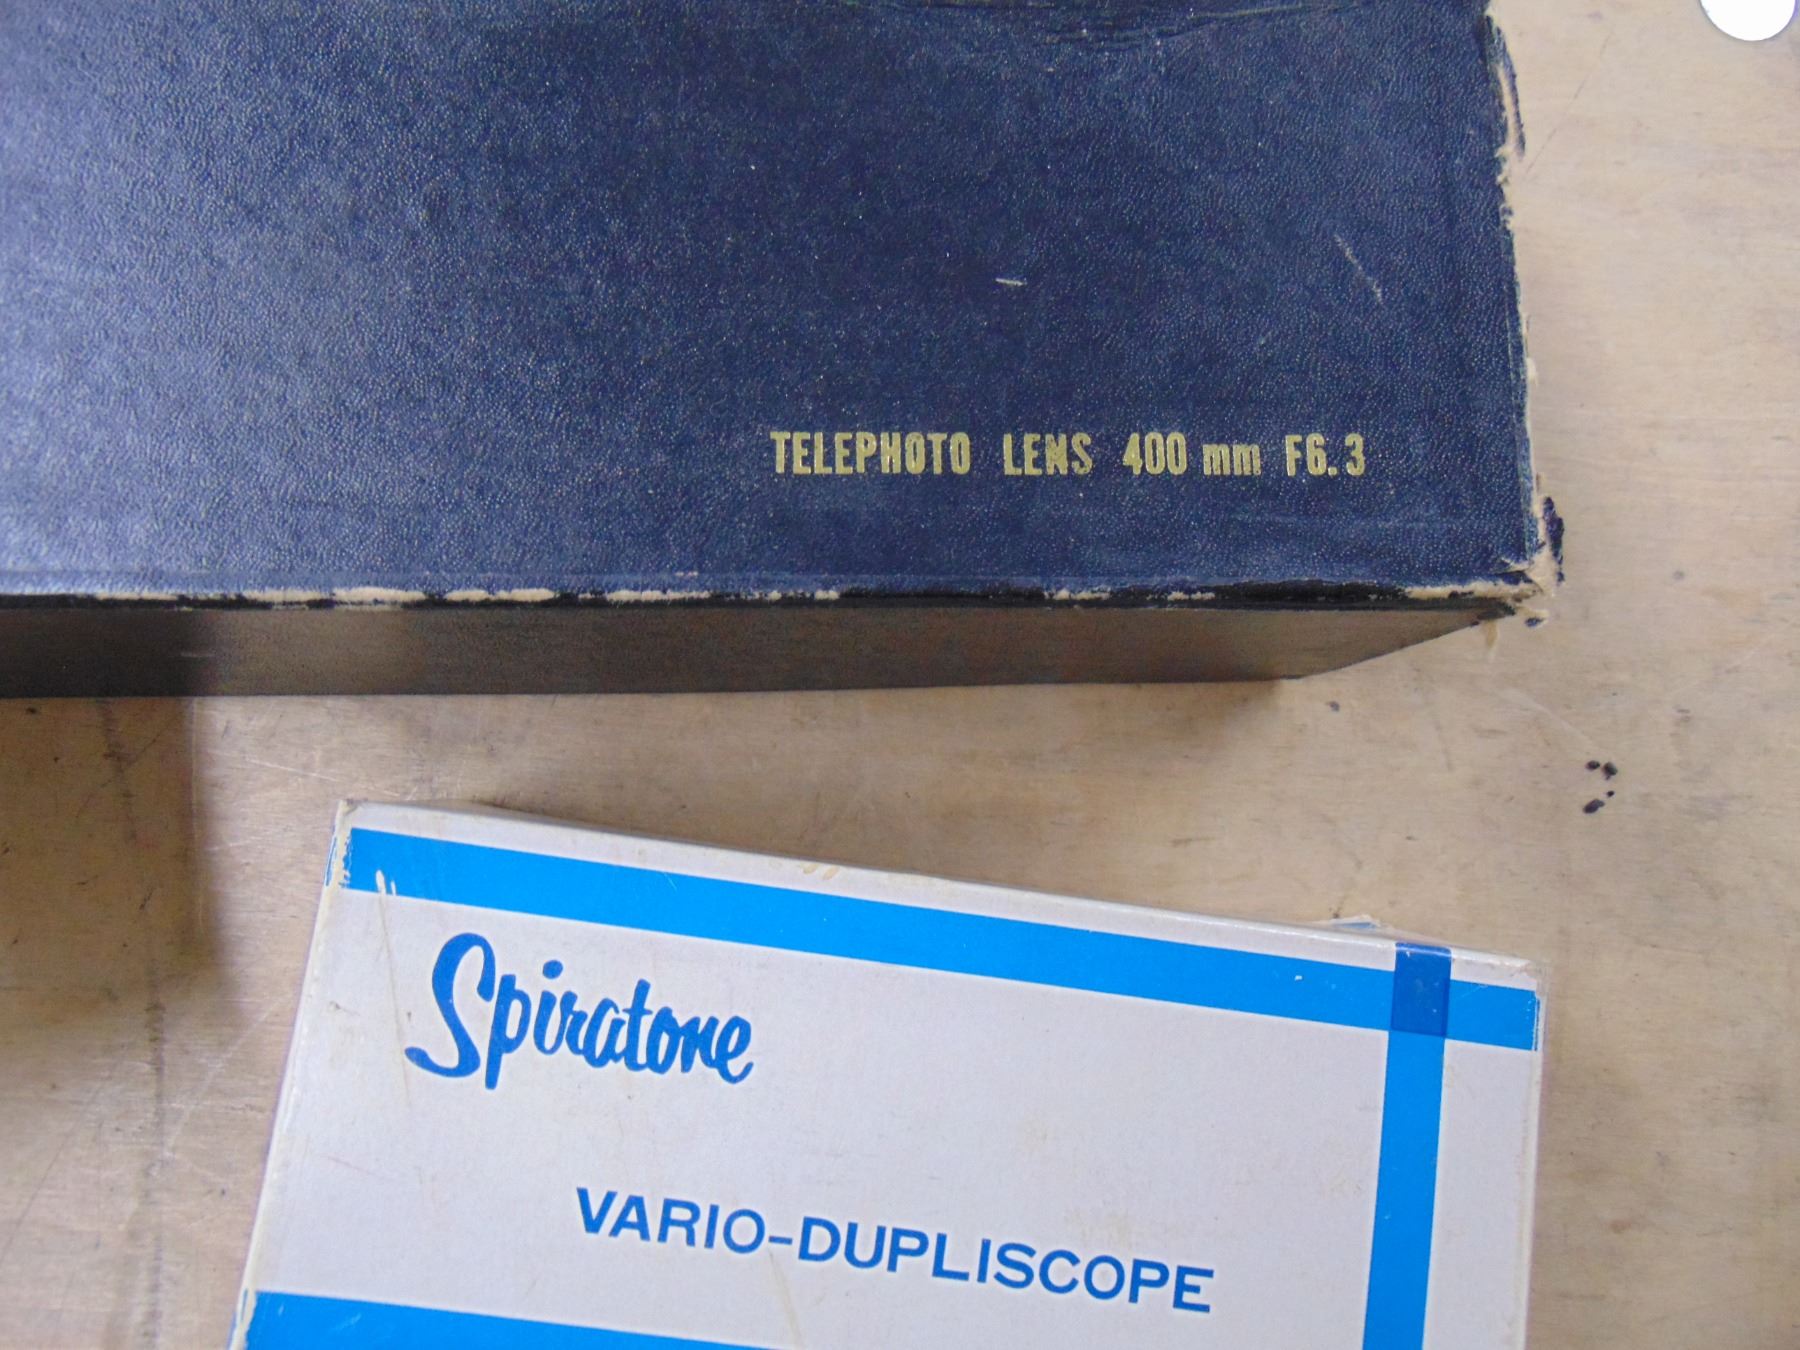 TELEPHOTO LENS 400 mm F6.3
Spiratone
VARIO-DUPLISCOPE